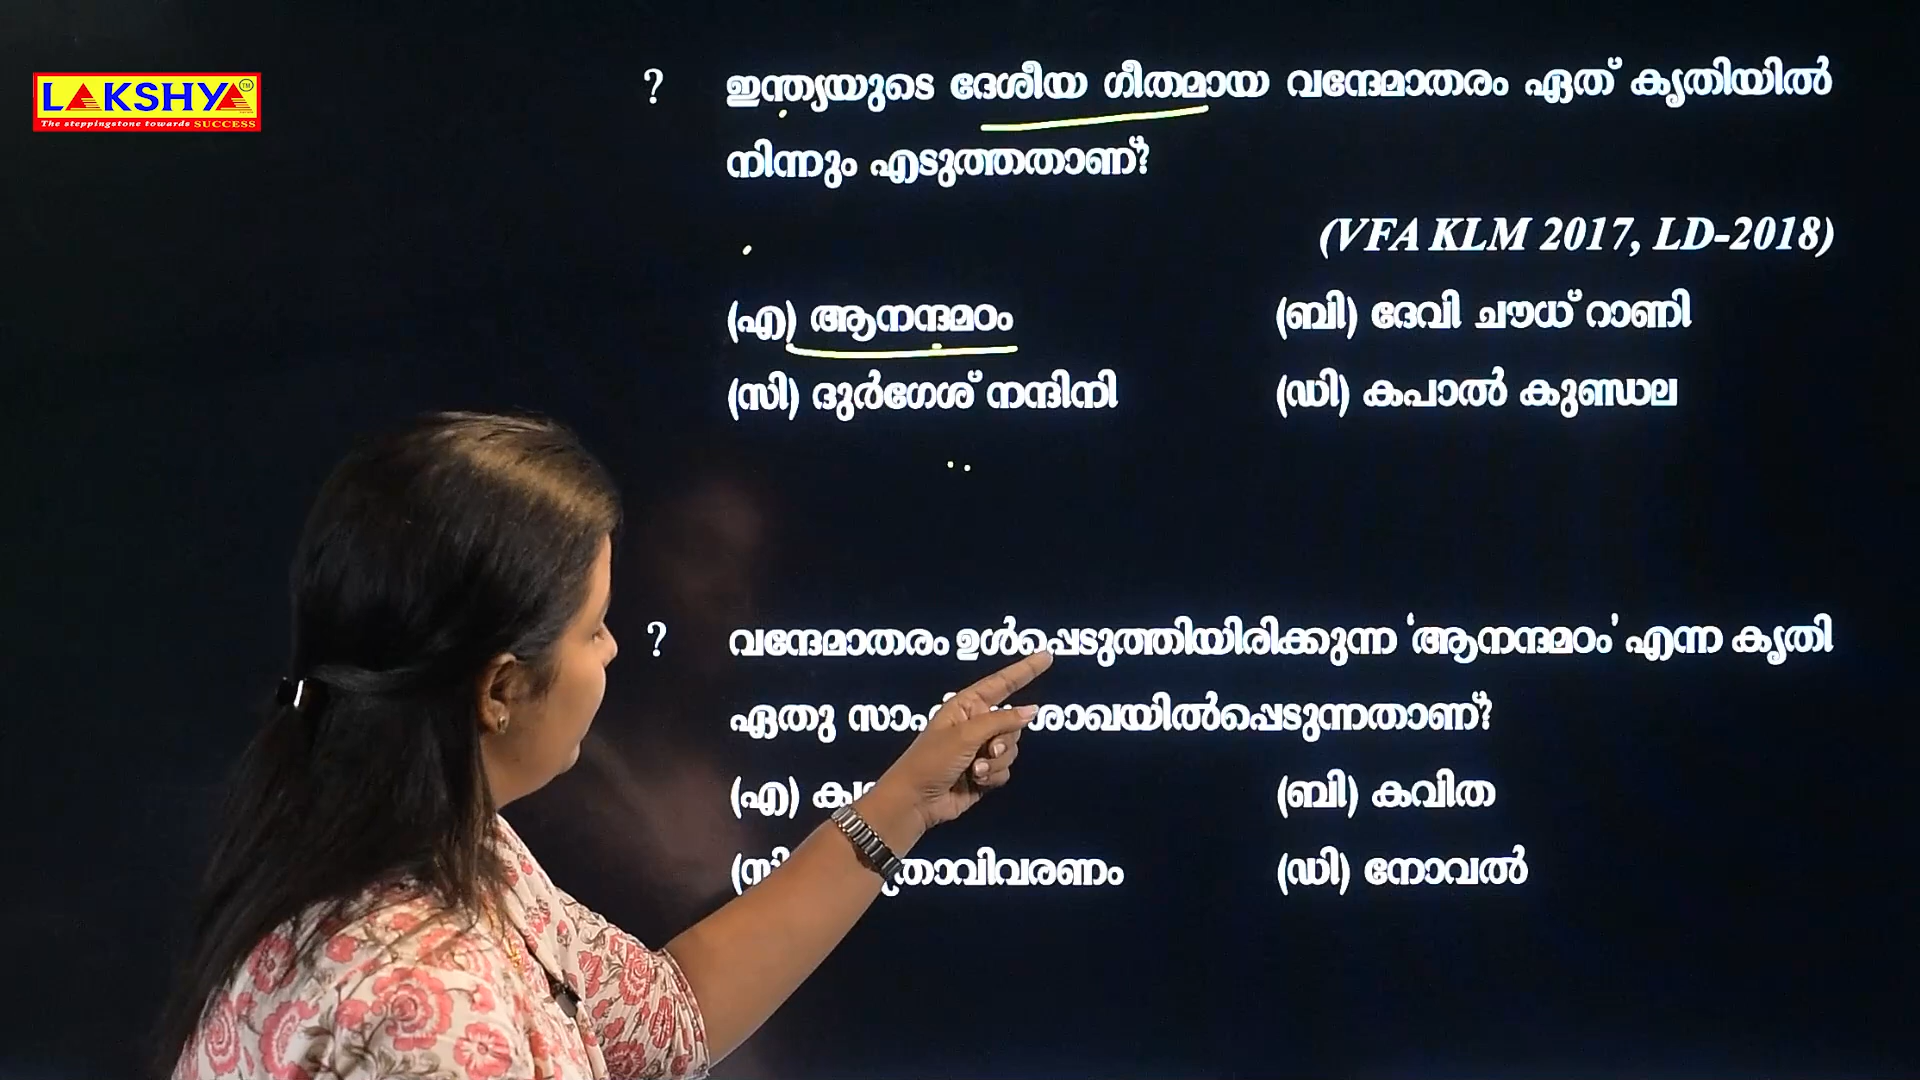 LAKSHYA TM
The steppingstone towards SUCCESS
? ഇന്ത്യയുടെ ദേശീയ ഗീതമായ വന്ദേമാതരം ഏത് കൃതിയിൽ
നിന്നും എടുത്തതാണ്?
(VFA KLM 2017, LD-2018)
(എ) ആനന്ദമഠം (ബി) ദേവി ചൗധ് റാണി
(സി) ദുർഗേശ് നന്ദിനി (ഡി) കപാൽ കുണ്ഡല
? വന്ദേമാതരം ഉൾപ്പെടുത്തിയിരിക്കുന്ന 'ആനന്ദമഠം' എന്ന കൃതി
ഏതു ശാഖയിൽപ്പെടുന്നതാണ്?
(എ) (ബി) കവിത
(ഡി) നോവൽ